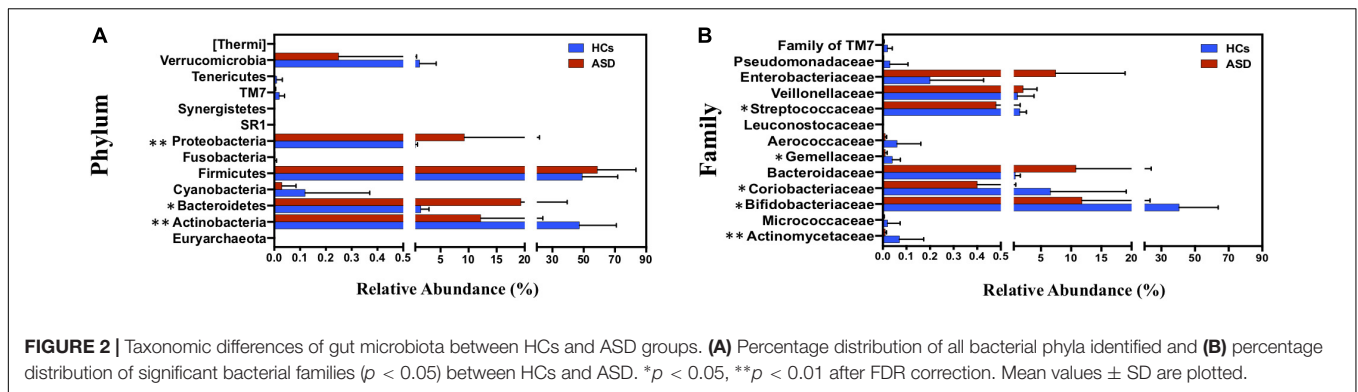 A
Phylum
[Thermi]
Verrucomicrobia
Tenericutes
TM7
Synergistetes
SR1
** Proteobacteria
Fusobacteria
Firmicutes
Cyanobacteria
* Bacteroidetes
** Actinobacteria
Euryarchaeota
HCs
ASD
0.0 0.1 0.2 0.3 0.4 0.5 5 10 15 20 30 50 70 90
Relative Abundance (%)
B
Family
Family of TM7
Pseudomonadaceae
Enterobacteriaceae
Veillonellaceae
* Streptococcaceae
Leuconostocaceae
Aerococcaceae
* Gemellaceae
Bacteroidaceae
* Coriobacteriaceae
* Bifidobacteriaceae
Micrococcaceae
** Actinomycetaceae
HCs
ASD
0.0 0.1 0.2 0.3 0.4 0.5 5 10 15 20 30 50 70 90
Relative Abundance (%)
FIGURE 2 | Taxonomic differences of gut microbiota between HCs and ASD groups. (A) Percentage distribution of all bacterial phyla identified and (B) percentage
distribution of significant bacterial families (p < 0.05) between HCs and ASD. *p < 0.05, **p < 0.01 after FDR correction. Mean values ± SD are plotted.